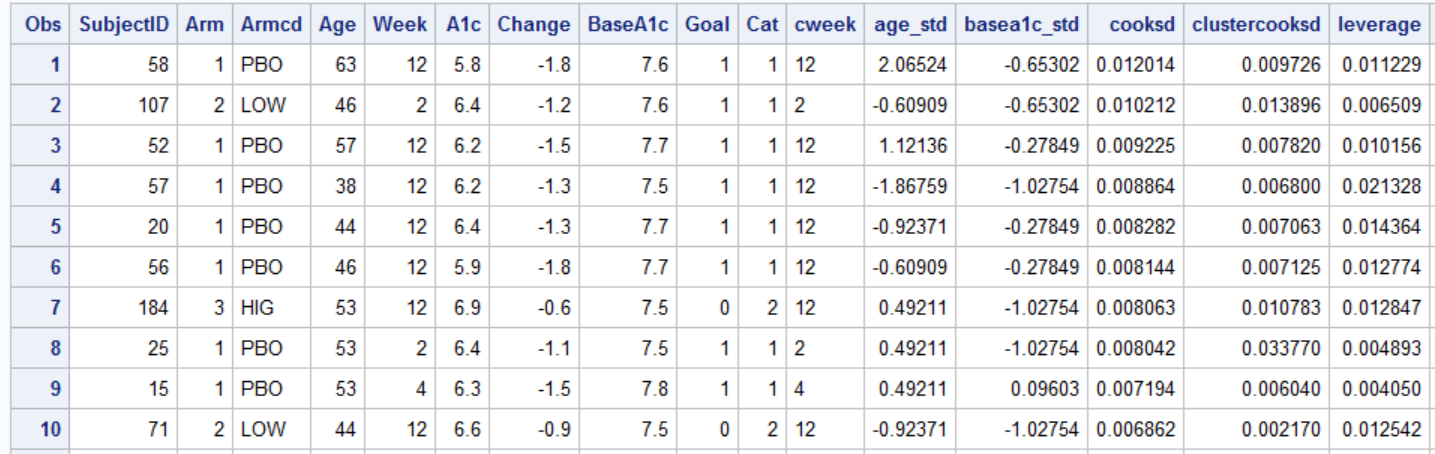 Obs SubjectID Arm Armcd Age Week A1c Change BaseA1c Goal Cat cweek age_std basea1c_std cooksd clustercooksd leverage
1 58 1 PBO 63 12 5.8 -1.8 7.6 1 1 12 2.06524 -0.65302 0.012014 0.009726 0.011229
2 107 2 LOW 46 2 6.4 -1.2 7.6 1 1 2 -0.60909 -0.65302 0.010212 0.013896 0.006509
3 52 1 PBO 57 12 6.2 -1.5 7.7 1 1 12 1.12136 -0.27849 0.009225 0.007820 0.010156
4 57 1 PBO 38 12 6.2 -1.3 7.5 1 1 12 -1.86759 -1.02754 0.008864 0.006800 0.021328
5 20 1 PBO 44 12 6.4 -1.3 7.7 1 1 12 -0.92371 -0.27849 0.008282 0.007063 0.014364
6 56 1 PBO 46 12 5.9 -1.8 7.7 1 1 12 -0.60909 -0.27849 0.008144 0.007125 0.012774
7 184 3 HIG 53 12 6.9 -0.6 7.5 0 2 12 0.49211 -1.02754 0.008063 0.010783 0.012847
8 25 1 PBO 53 2 6.4 -1.1 7.5 1 1 2 0.49211 -1.02754 0.008042 0.033770 0.004893
9 15 1 PBO 53 4 6.3 -1.5 7.8 1 1 4 0.49211 0.09603 0.007194 0.006040 0.004050
10 71 2 LOW 44 12 6.6 -0.9 7.5 0 2 12 -0.92371 -1.02754 0.006862 0.002170 0.012542